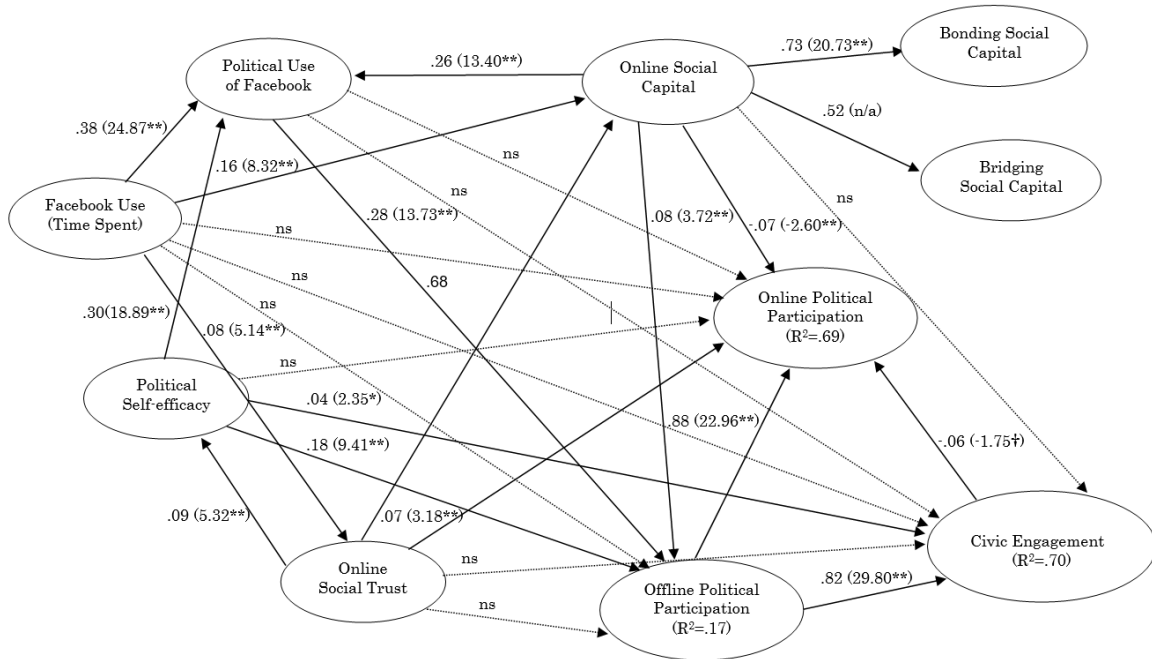 Bonding Social
Capital
.73 (20.73**)
Political Use
of Facebook
.26 (13.40**)
Online Social
Capital
.52 (n/a)
.38 (24.87**)
ns
.16 (8.32**)
Bridging
Social Capital
ns
ns
Facebook Use
(Time Spent)
.28 (13.73**)
.08 (3.72**)
-.07 (-2.60**)
ns
ns
.68
Online Political
Participation
(R²=.69)
ns
.30(18.89**)
.08 (5.14**)
ns
Political
Self-efficacy
.04 (2.35*)
.88 (22.96**)
.18 (9.41**)
-.06 (-1.75†)
.09 (5.32**)
.07 (3.18**)
Civic Engagement
(R²=.70)
ns
Online
Social Trust
Offline Political
Participation
(R²=.17)
.82 (29.80**)
ns